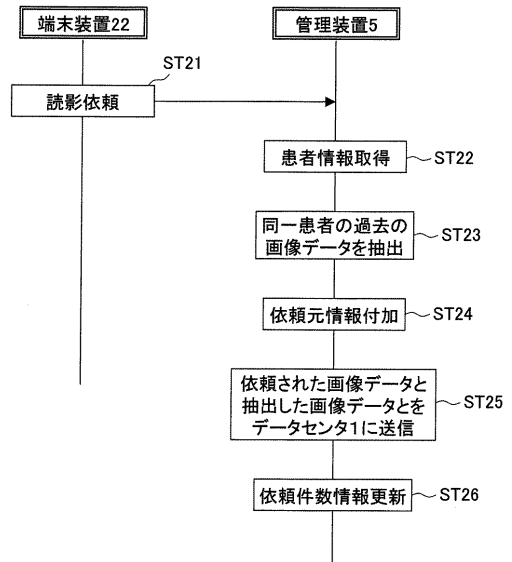 端末装置22
管理装置5
ST21
読影依頼
患者情報取得
ST22
同一患者の過去の
画像データを抽出
ST23
依頼元情報付加
ST24
依頼された画像データと
抽出した画像データとを
データセンタ1に送信
ST25
依頼件数情報更新
ST26